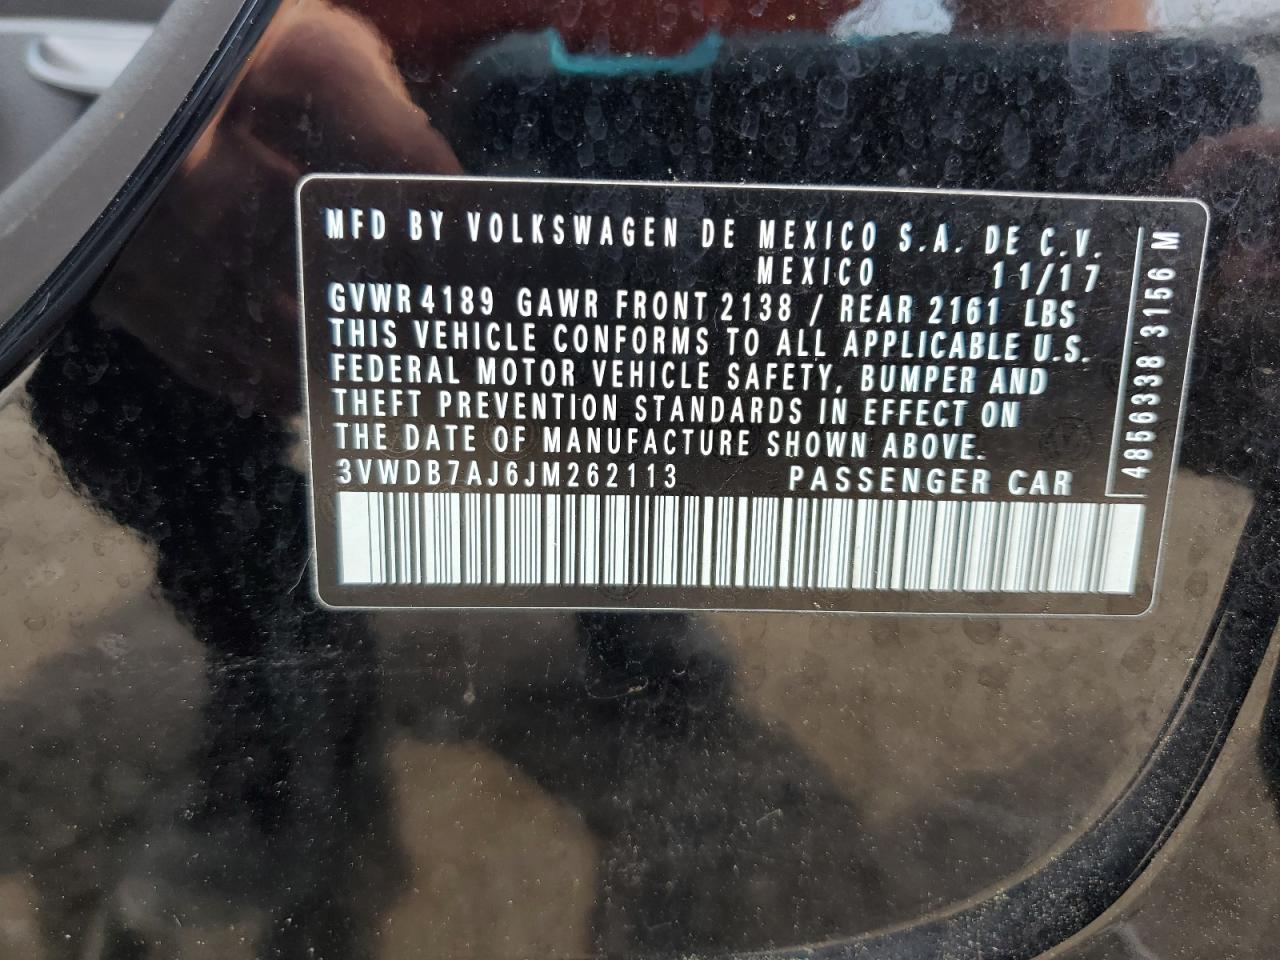 MFD BY VOLKSWAGEN DE MEXICO S.A. DE C.V.
MEXICO 11/17
GVWR 4189 GAWR FRONT 2138 / REAR 2161 LBS
THIS VEHICLE CONFORMS TO ALL APPLICABLE U.S.
FEDERAL MOTOR VEHICLE SAFETY, BUMPER AND
THEFT PREVENTION STANDARDS IN EFFECT ON
THE DATE OF MANUFACTURE SHOWN ABOVE.
3VWDB7AJ6JM262113 PASSENGER CAR
4856338 3156 M